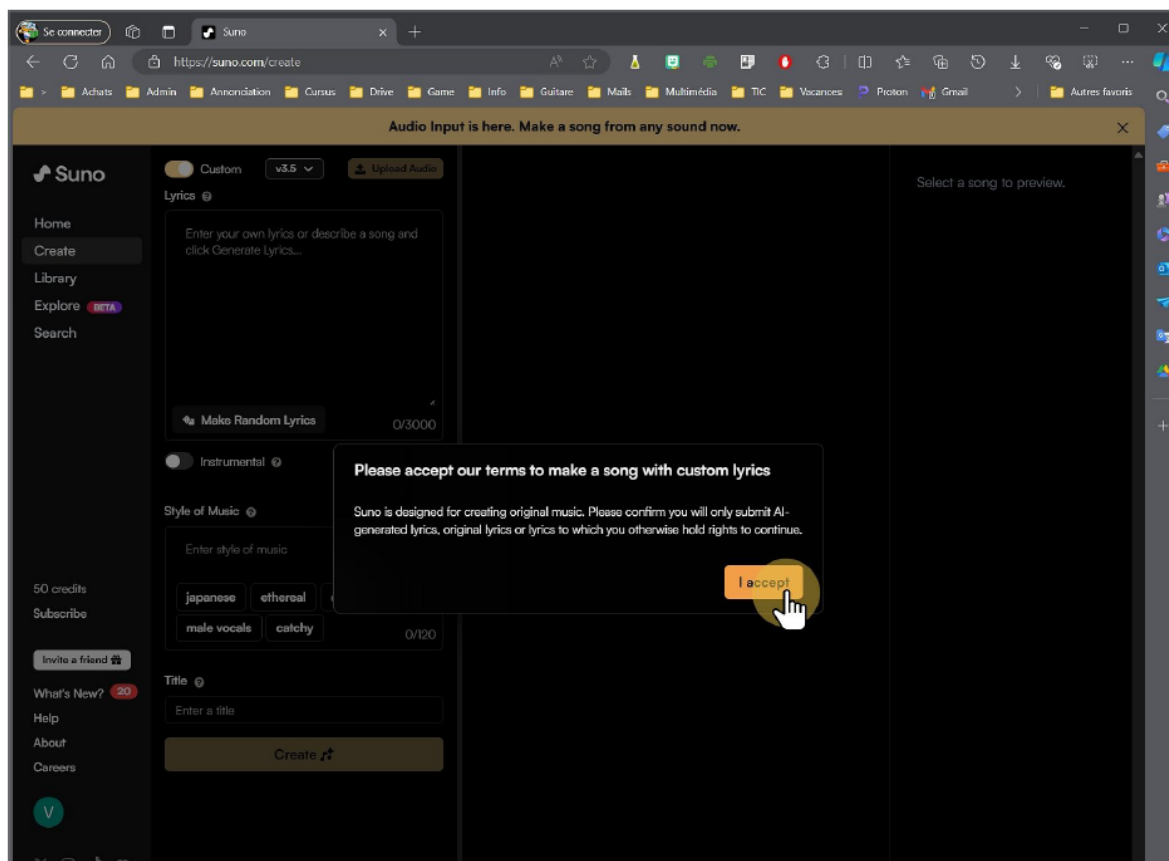 Se connecter
Suno
https://suno.com/create
Achats Admin Annonciation Cursus Drive Game Info Guitare Mails Multimédia TIC Vacances Proton Gmail Autres favoris
Audio Input is here. Make a song from any sound now.
Suno
Home
Create
Library
Explore BETA
Search
50 credits
Subscribe
Invite a friend
What's New? 20
Help
About
Careers
V
Custom v3.5 Upload Audio
Lyrics
Enter your own lyrics or describe a song and
click Generate Lyrics...
Make Random Lyrics
0/3000
Instrumental
Style of Music
Enter style of music
japanese ethereal
male vocals catchy
0/120
Title
Enter a title
Create
Please accept our terms to make a song with custom lyrics
Suno is designed for creating original music. Please confirm you will only submit AI-
generated lyrics, original lyrics or lyrics to which you otherwise hold rights to continue.
I accept
Select a song to preview.